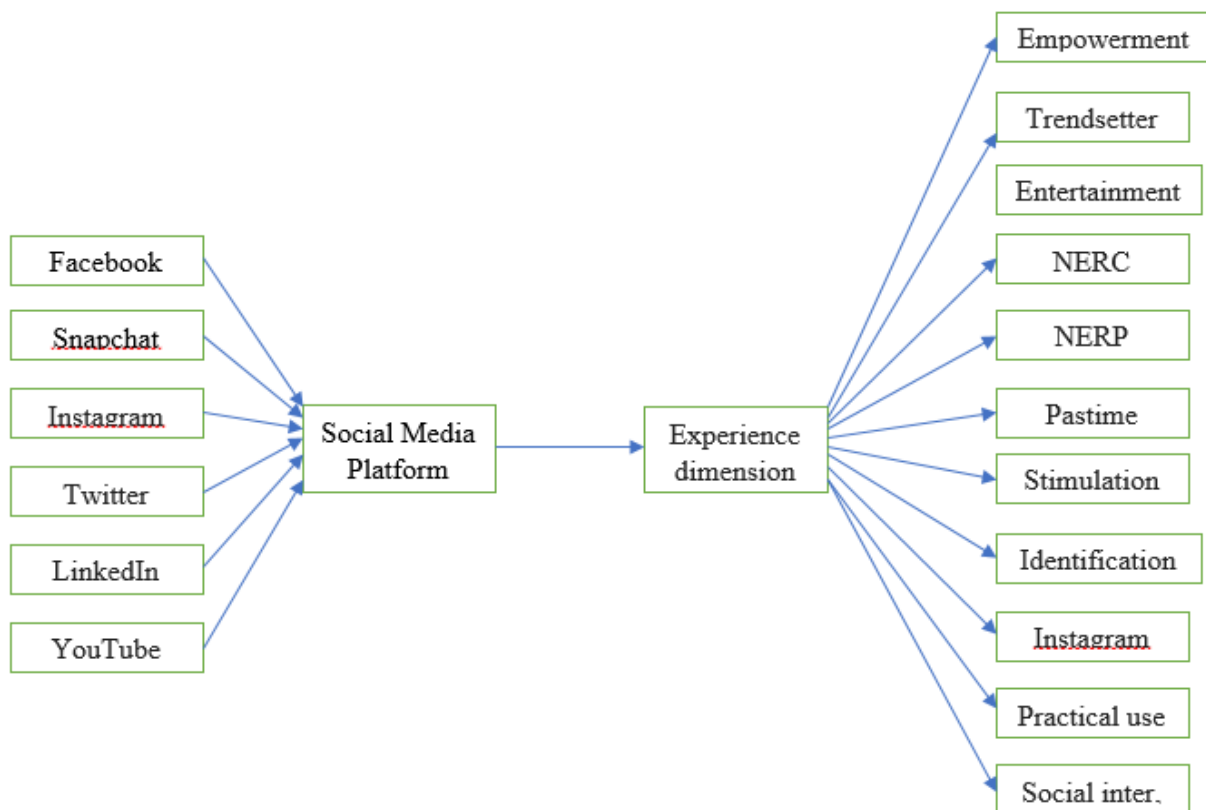 Facebook
Snapchat
Instagram
Twitter
LinkedIn
YouTube
Social Media
Platform
Experience
dimension
Empowerment
Trendsetter
Entertainment
NERC
NERP
Pastime
Stimulation
Identification
Instagram
Practical use
Social inter,